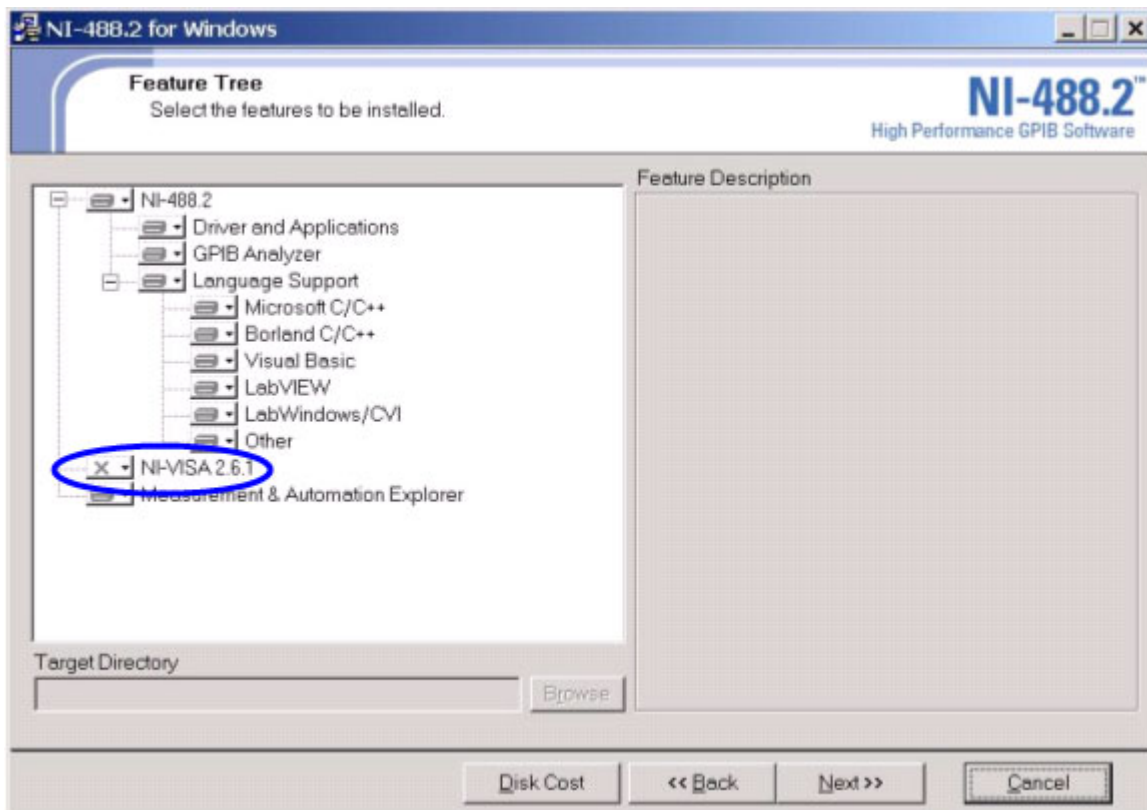 NI-488.2 for Windows
Feature Tree
Select the features to be installed.
NI-488.2™
High Performance GPIB Software
Feature Description
NI-488.2
Driver and Applications
GPIB Analyzer
Language Support
Microsoft C/C++
Borland C/C++
Visual Basic
LabVIEW
LabWindows/CVI
Other
NI-VISA 2.6.1
Measurement & Automation Explorer
Target Directory
Browse
Disk Cost
<< Back
Next >>
Cancel